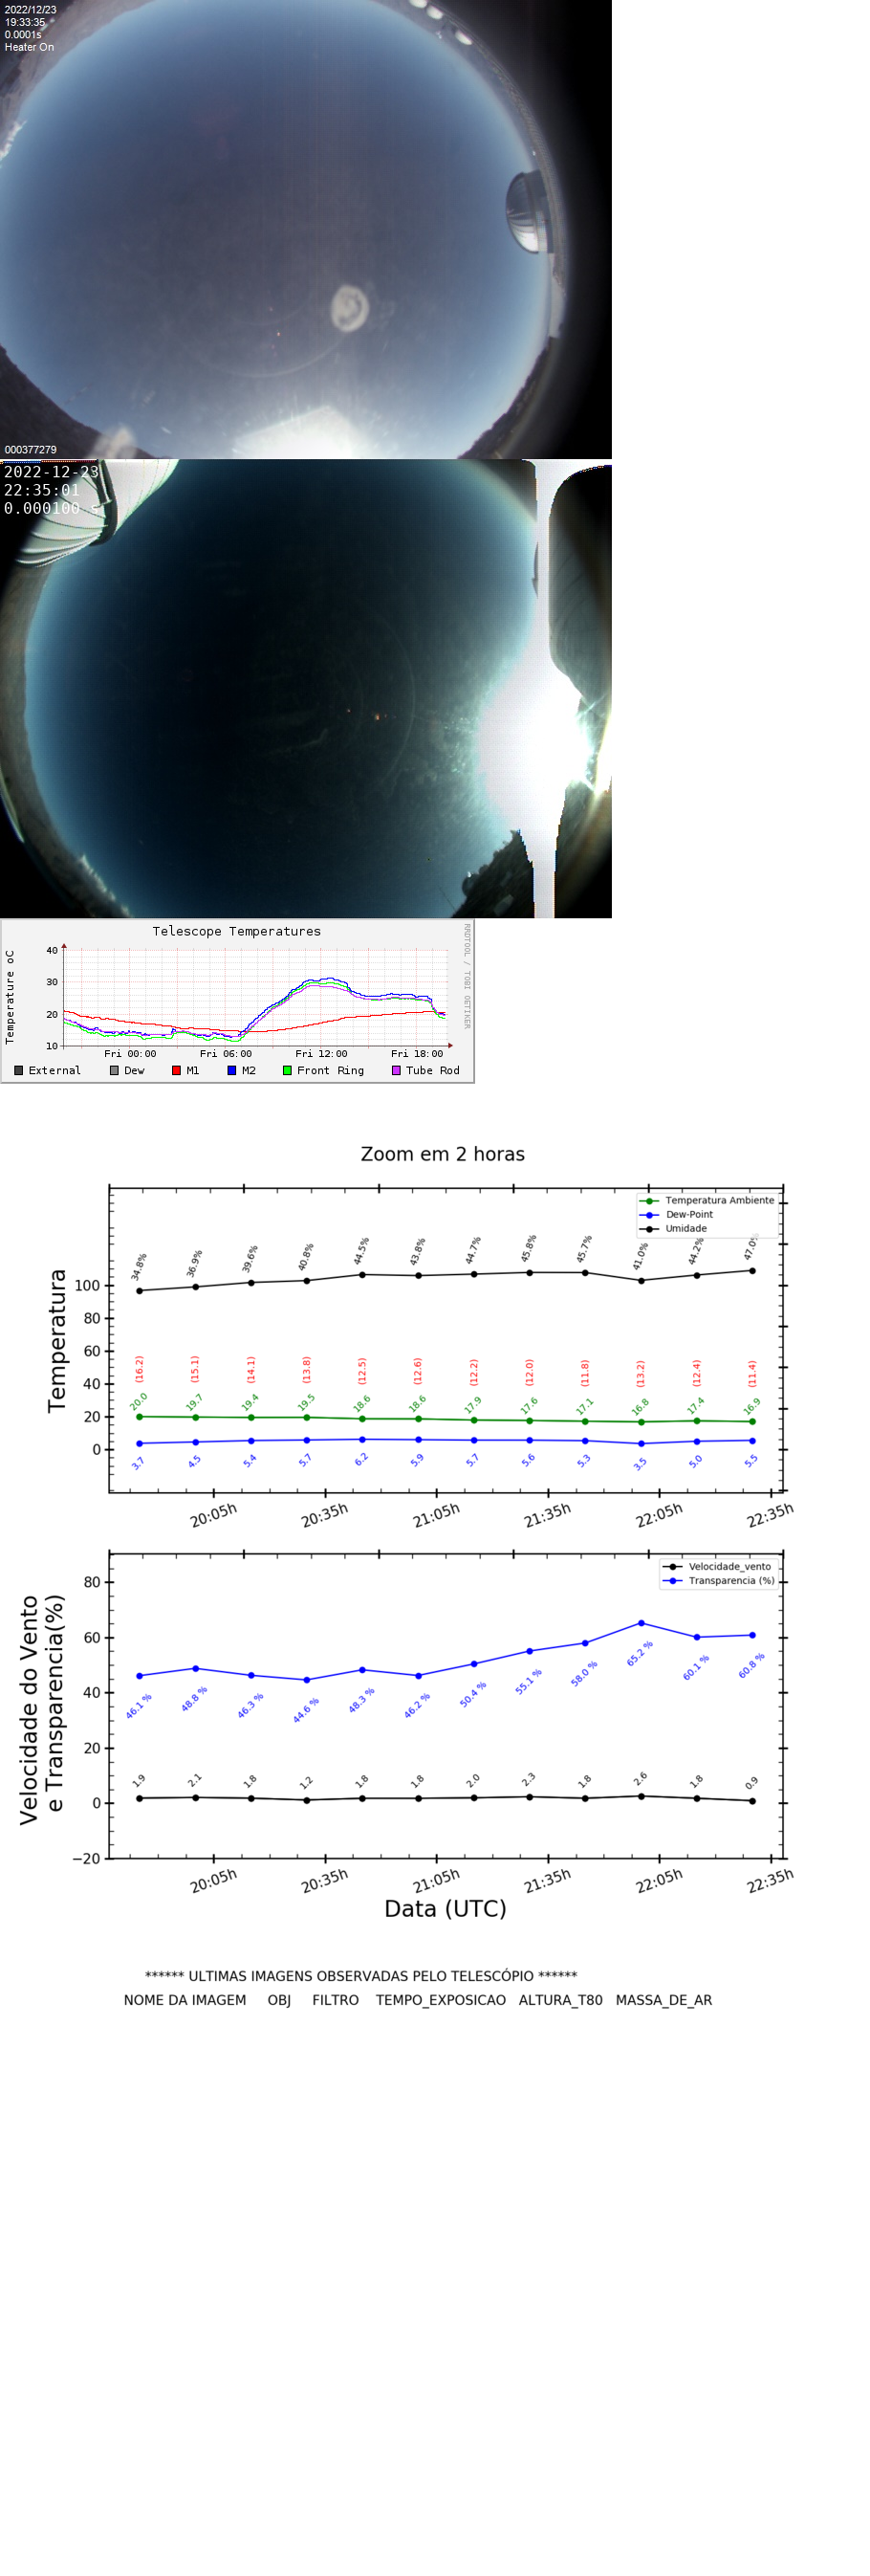 2022/12/23
19:33:35
0.0001s
Heater On
000377279
2022-12-23
22:35:01
0.000100 s
Telescope Temperatures
RRDTOOL / TOBI OETIKER
Temperature oC
40
30
20
10
Fri 00:00 Fri 06:00 Fri 12:00 Fri 18:00
External Dew M1 M2 Front Ring Tube Rod
Zoom em 2 horas
Temperatura Ambiente
Dew-Point
Umidade
Temperatura
100
80
60
40
20
0
34.8% 36.9% 39.6% 40.8% 44.5% 43.8% 44.7% 45.8% 45.7% 41.0% 44.2% 47.0%
(16.2) (15.1) (14.1) (13.8) (12.5) (12.6) (12.2) (12.0) (11.8) (13.2) (12.4) (11.4)
20.0 19.7 19.4 19.5 18.6 18.6 17.9 17.6 17.1 16.8 17.4 16.9
3.7 4.5 5.4 5.7 6.2 5.9 5.7 5.6 5.3 3.5 5.0 5.5
20:05h 20:35h 21:05h 21:35h 22:05h 22:35h
Velocidade_vento
Transparencia (%)
Velocidade do Vento
e Transparencia(%)
80
60
40
20
0
−20
46.1 % 48.8 % 46.3 % 44.6 % 48.3 % 46.2 % 50.4 % 55.1 % 58.0 % 65.2 % 60.1 % 60.8 %
1.9 2.1 1.8 1.2 1.8 1.8 2.0 2.3 1.8 2.6 1.8 0.9
20:05h 20:35h 21:05h 21:35h 22:05h 22:35h
Data (UTC)
****** ULTIMAS IMAGENS OBSERVADAS PELO TELESCÓPIO ******
NOME DA IMAGEM OBJ FILTRO TEMPO_EXPOSICAO ALTURA_T80 MASSA_DE_AR